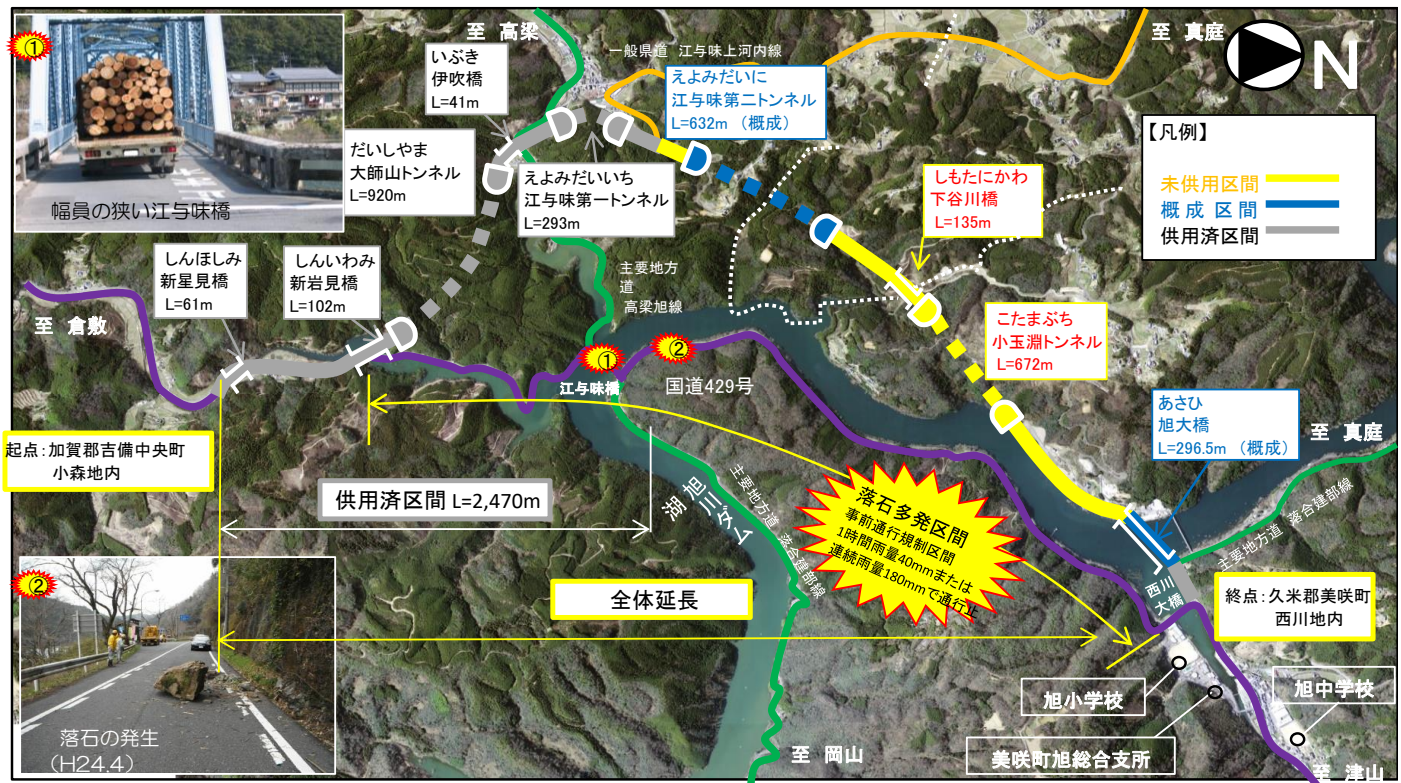 ①
幅員の狭い江与味橋
至 高梁
一般県道 江与味上河内線
至 真庭
N
いぶき
伊吹橋
L=41m
えよみだいに
江与味第二トンネル
L=632m (概成)
【凡例】
未供用区間
概成区間
供用済区間
だいしやま
大師山トンネル
L=920m
えよみだいいち
江与味第一トンネル
L=293m
しもたにかわ
下谷川橋
L=135m
しんほしみ
新星見橋
L=61m
しんいわみ
新岩見橋
L=102m
主要地方
道
高梁旭線
至 倉敷
こたまぶち
小玉淵トンネル
L=672m
①
②
江与味橋
国道429号
あさひ
旭大橋
L=296.5m (概成)
至 真庭
起点:加賀郡吉備中央町
小森地内
供用済区間 L=2,470m
旭川ダム
湖
主要地方道 落合建部線
落石多発区間
事前通行規制区間
1時間雨量40mmまたは
連続雨量180mmで通行止
主要地方道 落合建部線
西川
大橋
終点:久米郡美咲町
西川地内
全体延長
②
落石の発生
(H24.4)
旭小学校
旭中学校
美咲町旭総合支所
至 岡山
至 津山